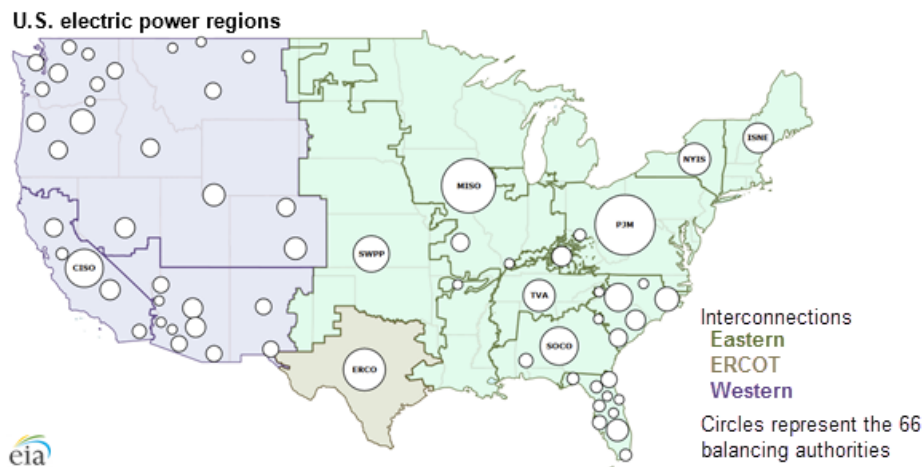 U.S. electric power regions
ISNE
NYIS
MISO
PJM
SWPP
CISO
TVA
SOCO
ERCO
Interconnections
Eastern
ERCOT
Western
Circles represent the 66
balancing authorities
eia